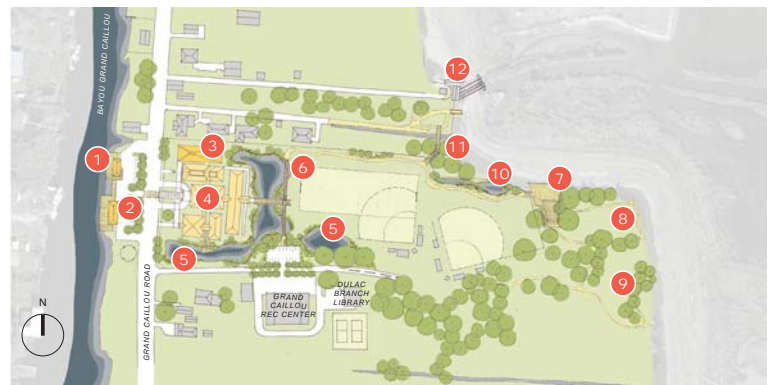 BAYOU GRAND CAILLOU
12
3
1
11
6
10
7
4
2
8
5
5
9
GRAND CAILLOU ROAD
GRAND
CAILLOU
REC CENTER
DULAC
BRANCH
LIBRARY
N